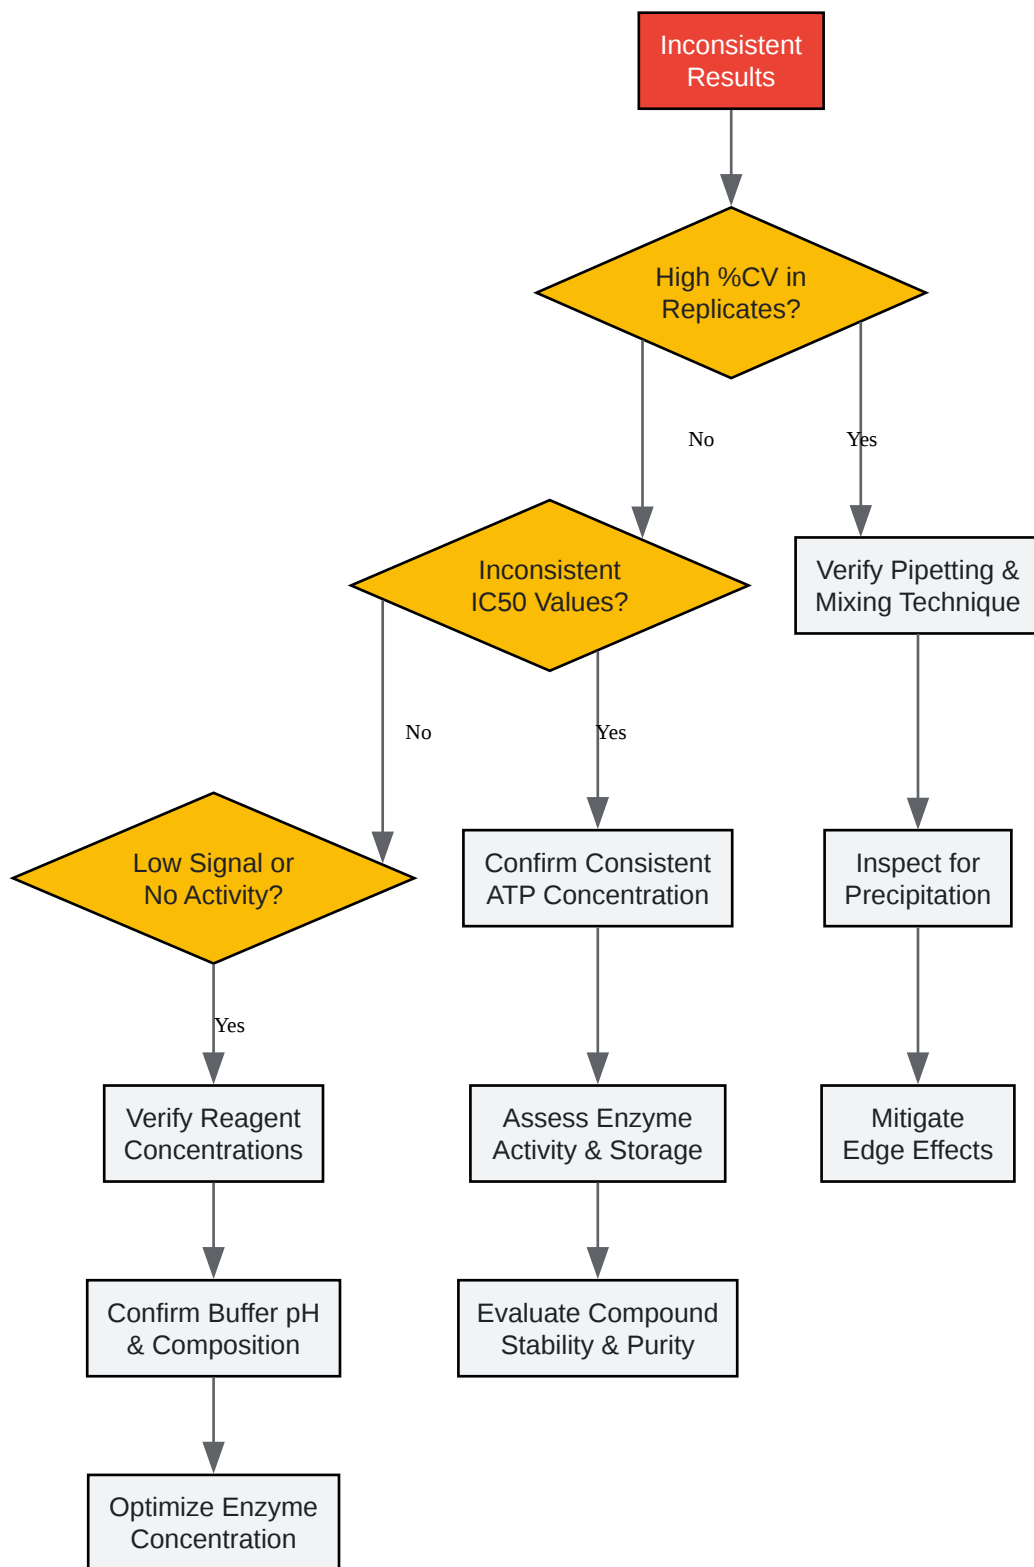 Inconsistent
Results
High %CV in
Replicates?
No
Yes
Inconsistent
IC50 Values?
Verify Pipetting &
Mixing Technique
No
Yes
Low Signal or
No Activity?
Confirm Consistent
ATP Concentration
Inspect for
Precipitation
Yes
Verify Reagent
Concentrations
Assess Enzyme
Activity & Storage
Mitigate
Edge Effects
Confirm Buffer pH
& Composition
Evaluate Compound
Stability & Purity
Optimize Enzyme
Concentration